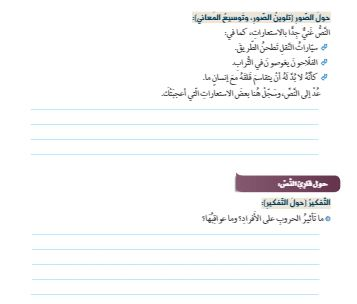 حول الصّور (تلوينُ الصّور، وتوسيعُ المعاني):
النّصُّ غنيٌّ جدًّا بالاستعاراتِ، كما في:
سيّاراتُ النّقلِ تطحنُ الطّريقَ.
الفلّاحونَ يغوصونَ في التّرابِ.
كأنّهُ لا بُدَّ لهُ أنْ يتقاسمَ قلقَهُ معَ إنسانٍ ما.
عُدْ إلى النّصِّ، وسجّلْ هُنا بعضَ الاستعاراتِ الّتي أعجبَتْكَ.
حول قارئ النّصّ:
التّفكيرُ (حولَ التّفكيرِ):
ما تأثيرُ الحروبِ على الأفرادِ؟ وما عواقبُها؟